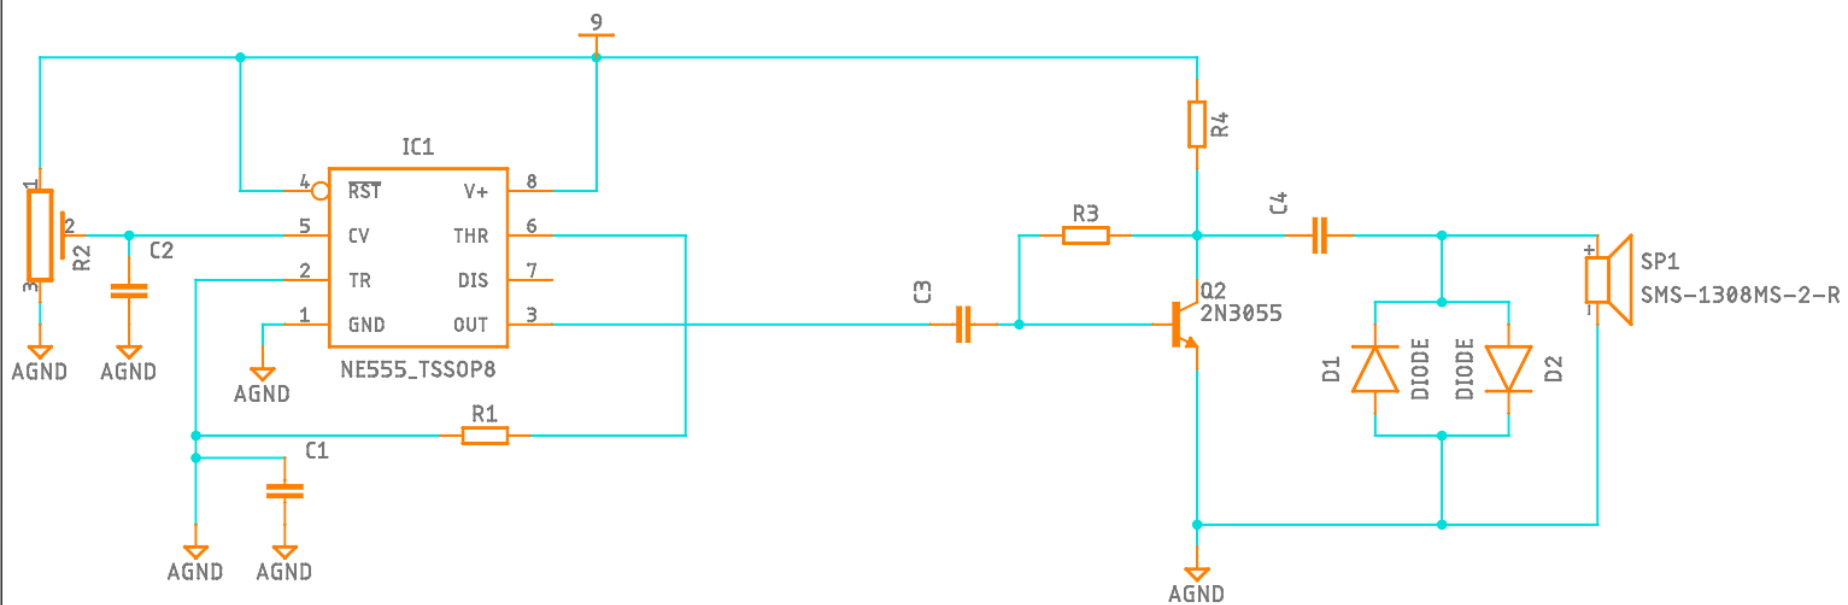 9
IC1
R4
1
4
RST
V+
8
C4
2
5
CV
THR
6
R3
R2
C2
3
2
TR
DIS
7
C3
Q2
2N3055
+
-
SP1
SMS-1308MS-2-R
1
GND
OUT
3
AGND
AGND
AGND
NE555_TSSOP8
D1
DIODE
DIODE
D2
R1
C1
AGND
AGND
AGND